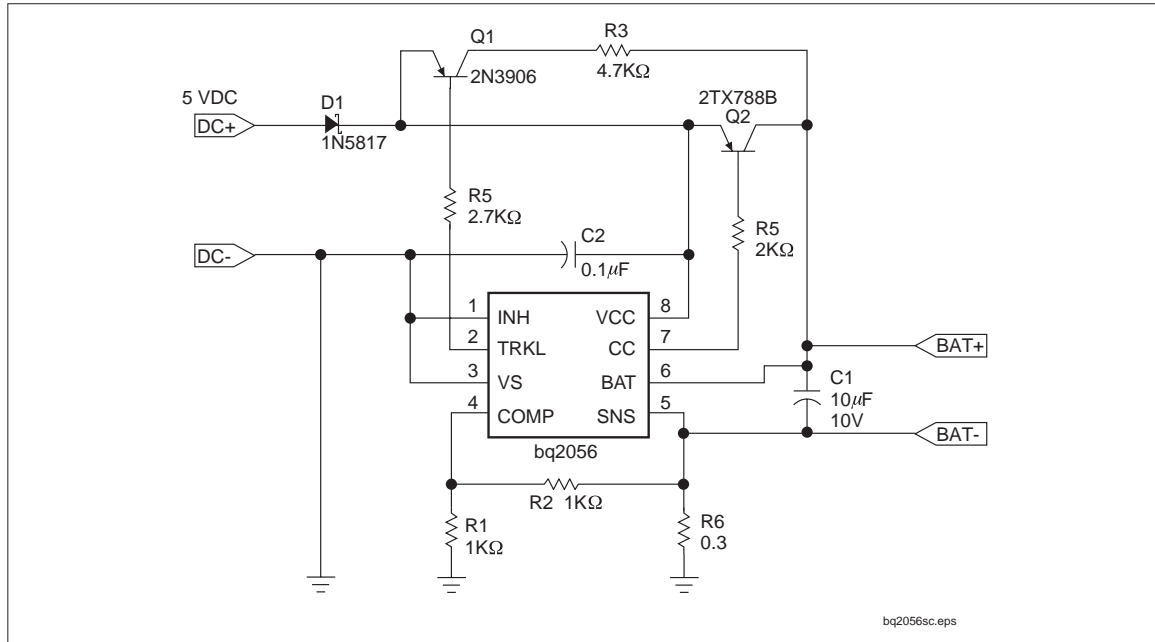 Q1
2N3906
R3
4.7KΩ
5 VDC
DC+
D1
1N5817
2TX788B
Q2
R5
2.7KΩ
R5
2KΩ
DC-
C2
0.1µF
1
INH
VCC
8
2
TRKL
CC
7
3
VS
BAT
6
4
COMP
SNS
5
bq2056
BAT+
C1
10µF
10V
BAT-
R2 1KΩ
R1
1KΩ
R6
0.3
bq2056sc.eps